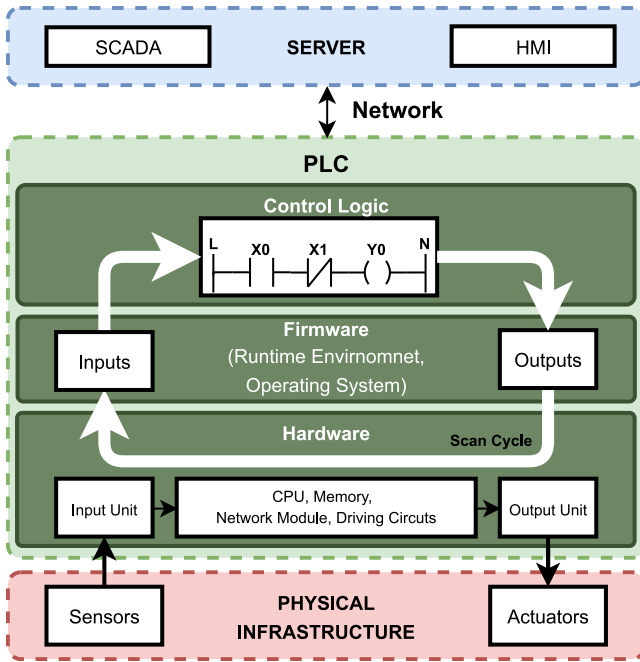 SCADA
SERVER
HMI
Network
PLC
Control Logic
L X0 X1 Y0 N
Inputs
Firmware
(Runtime Envirnomnet,
Operating System)
Outputs
Hardware
Scan Cycle
Input Unit
CPU, Memory,
Network Module, Driving Circuts
Output Unit
Sensors
PHYSICAL
INFRASTRUCTURE
Actuators